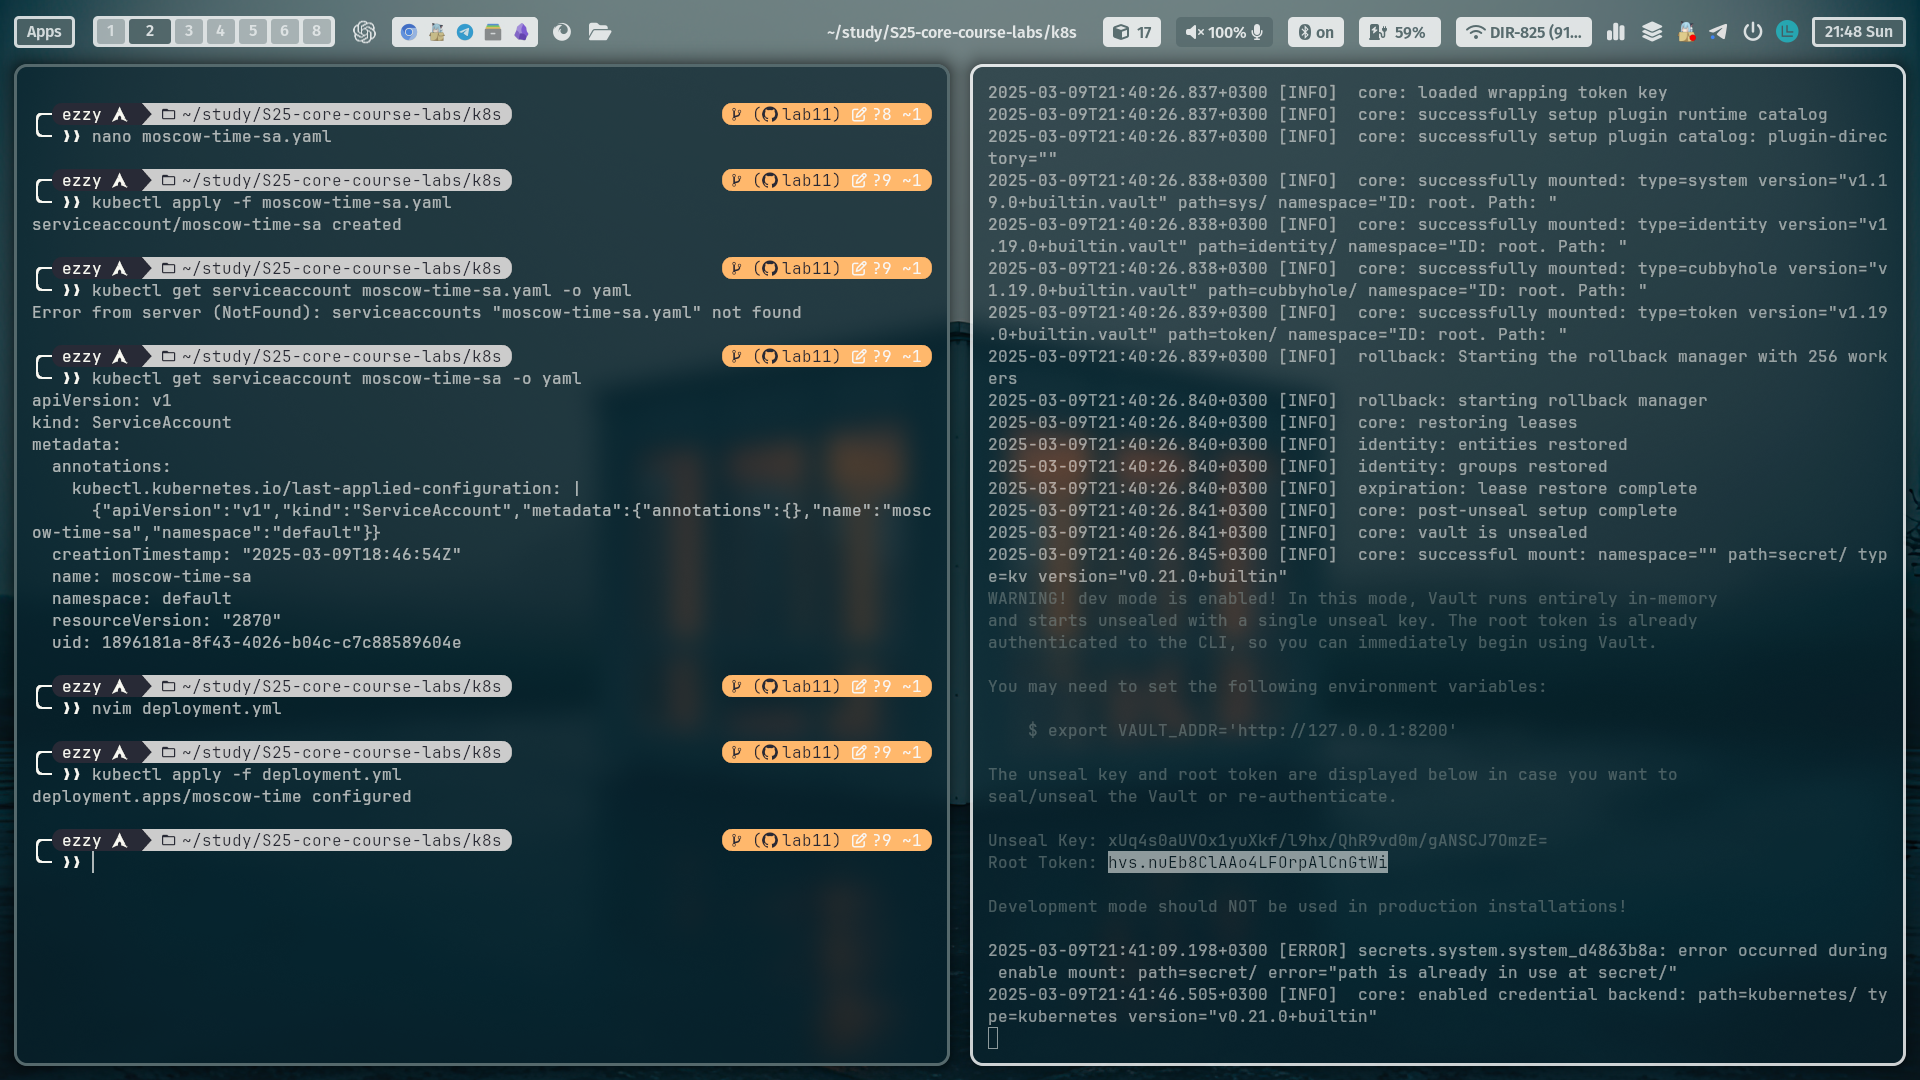 Apps 1 2 3 4 5 6 8 ~/study/S25-core-course-labs/k8s 17 100% on 59% DIR-825 (91... 21:48 Sun
ezzy ~/study/S25-core-course-labs/k8s (lab11) ?8 ~1
❯❯ nano moscow-time-sa.yaml
ezzy ~/study/S25-core-course-labs/k8s (lab11) ?9 ~1
❯❯ kubectl apply -f moscow-time-sa.yaml
serviceaccount/moscow-time-sa created
ezzy ~/study/S25-core-course-labs/k8s (lab11) ?9 ~1
❯❯ kubectl get serviceaccount moscow-time-sa.yaml -o yaml
Error from server (NotFound): serviceaccounts "moscow-time-sa.yaml" not found
ezzy ~/study/S25-core-course-labs/k8s (lab11) ?9 ~1
❯❯ kubectl get serviceaccount moscow-time-sa -o yaml
apiVersion: v1
kind: ServiceAccount
metadata:
  annotations:
    kubectl.kubernetes.io/last-applied-configuration: |
      {"apiVersion":"v1","kind":"ServiceAccount","metadata":{"annotations":{},"name":"mosc
ow-time-sa","namespace":"default"}}
  creationTimestamp: "2025-03-09T18:46:54Z"
  name: moscow-time-sa
  namespace: default
  resourceVersion: "2870"
  uid: 1896181a-8f43-4026-b04c-c7c88589604e
ezzy ~/study/S25-core-course-labs/k8s (lab11) ?9 ~1
❯❯ nvim deployment.yml
ezzy ~/study/S25-core-course-labs/k8s (lab11) ?9 ~1
❯❯ kubectl apply -f deployment.yml
deployment.apps/moscow-time configured
ezzy ~/study/S25-core-course-labs/k8s (lab11) ?9 ~1
❯❯
2025-03-09T21:40:26.837+0300 [INFO]  core: loaded wrapping token key
2025-03-09T21:40:26.837+0300 [INFO]  core: successfully setup plugin runtime catalog
2025-03-09T21:40:26.837+0300 [INFO]  core: successfully setup plugin catalog: plugin-direc
tory=""
2025-03-09T21:40:26.838+0300 [INFO]  core: successfully mounted: type=system version="v1.1
9.0+builtin.vault" path=sys/ namespace="ID: root. Path: "
2025-03-09T21:40:26.838+0300 [INFO]  core: successfully mounted: type=identity version="v1
.19.0+builtin.vault" path=identity/ namespace="ID: root. Path: "
2025-03-09T21:40:26.838+0300 [INFO]  core: successfully mounted: type=cubbyhole version="v
1.19.0+builtin.vault" path=cubbyhole/ namespace="ID: root. Path: "
2025-03-09T21:40:26.839+0300 [INFO]  core: successfully mounted: type=token version="v1.19
.0+builtin.vault" path=token/ namespace="ID: root. Path: "
2025-03-09T21:40:26.839+0300 [INFO]  rollback: Starting the rollback manager with 256 work
ers
2025-03-09T21:40:26.840+0300 [INFO]  rollback: starting rollback manager
2025-03-09T21:40:26.840+0300 [INFO]  core: restoring leases
2025-03-09T21:40:26.840+0300 [INFO]  identity: entities restored
2025-03-09T21:40:26.840+0300 [INFO]  identity: groups restored
2025-03-09T21:40:26.840+0300 [INFO]  expiration: lease restore complete
2025-03-09T21:40:26.841+0300 [INFO]  core: post-unseal setup complete
2025-03-09T21:40:26.841+0300 [INFO]  core: vault is unsealed
2025-03-09T21:40:26.845+0300 [INFO]  core: successful mount: namespace="" path=secret/ typ
e=kv version="v0.21.0+builtin"
WARNING! dev mode is enabled! In this mode, Vault runs entirely in-memory
and starts unsealed with a single unseal key. The root token is already
authenticated to the CLI, so you can immediately begin using Vault.
You may need to set the following environment variables:
    $ export VAULT_ADDR='http://127.0.0.1:8200'
The unseal key and root token are displayed below in case you want to
seal/unseal the Vault or re-authenticate.
Unseal Key: xUq4s0aUVOx1yuXkf/l9hx/QhR9vd0m/gANSCJ7OmzE=
Root Token: hvs.nuEb8ClAAo4LFOrpAlCnGtWi
Development mode should NOT be used in production installations!
2025-03-09T21:41:09.198+0300 [ERROR] secrets.system.system_d4863b8a: error occurred during
 enable mount: path=secret/ error="path is already in use at secret/"
2025-03-09T21:41:46.505+0300 [INFO]  core: enabled credential backend: path=kubernetes/ ty
pe=kubernetes version="v0.21.0+builtin"